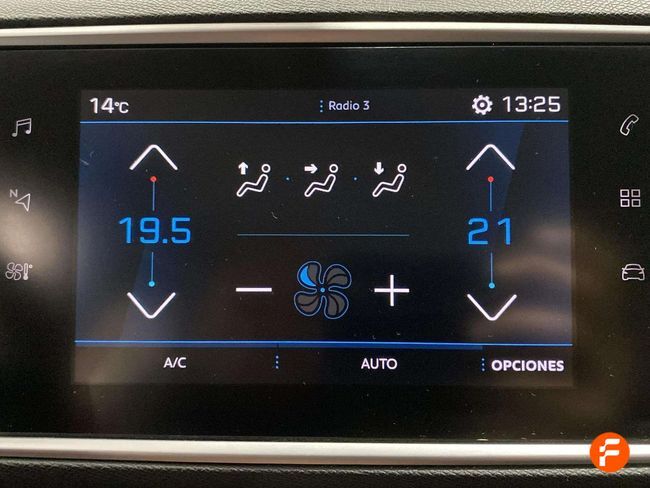 14°C
Radio 3
13:25
N
19.5
21
A/C
AUTO
OPCIONES